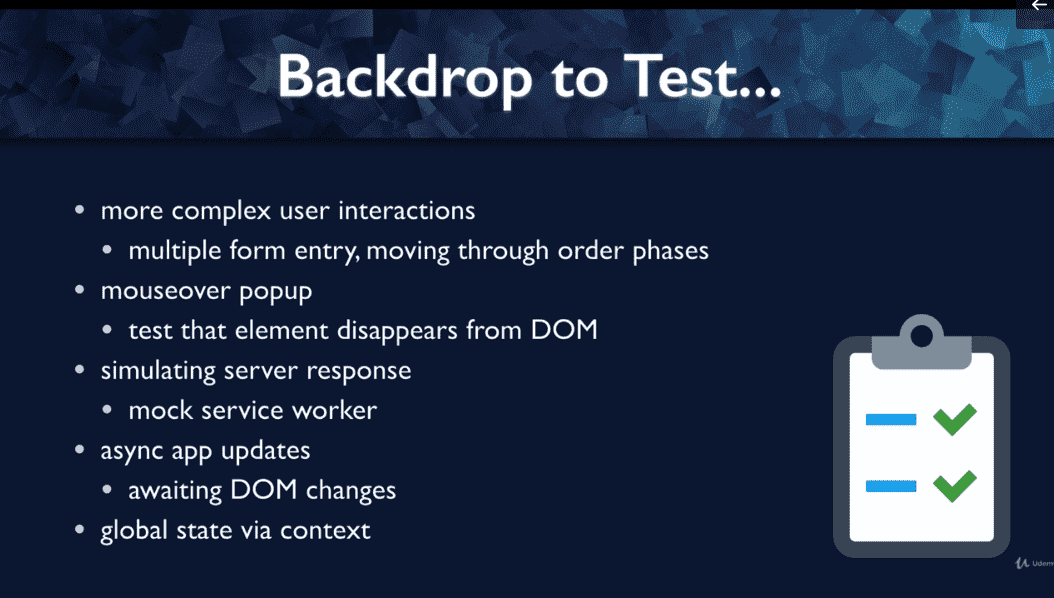 Backdrop to Test...
• more complex user interactions
• multiple form entry, moving through order phases
• mouseover popup
• test that element disappears from DOM
• simulating server response
• mock service worker
• async app updates
• awaiting DOM changes
• global state via context